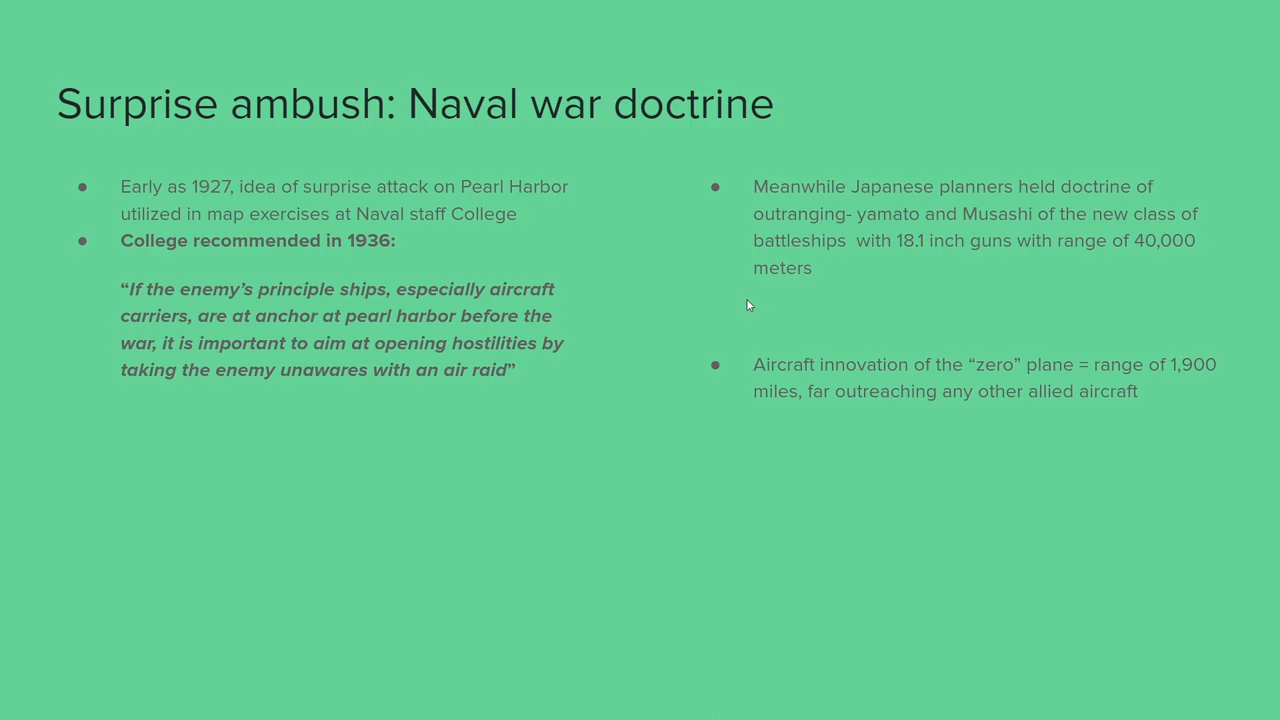 Surprise ambush: Naval war doctrine
● Early as 1927, idea of surprise attack on Pearl Harbor
utilized in map exercises at Naval staff College
● College recommended in 1936:
“If the enemy’s principle ships, especially aircraft
carriers, are at anchor at pearl harbor before the
war, it is important to aim at opening hostilities by
taking the enemy unawares with an air raid”
● Meanwhile Japanese planners held doctrine of
outranging- yamato and Musashi of the new class of
battleships  with 18.1 inch guns with range of 40,000
meters
● Aircraft innovation of the “zero” plane = range of 1,900
miles, far outreaching any other allied aircraft